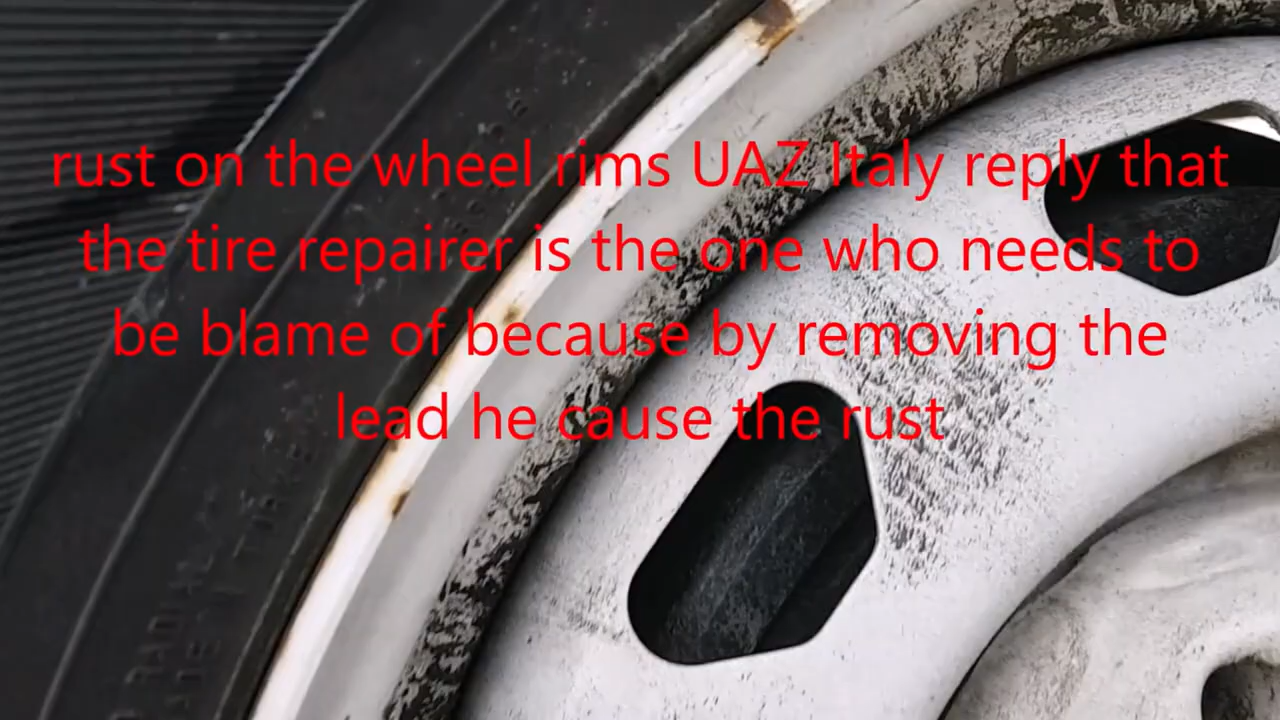 rust on the wheel rims UAZ Italy reply that
the tire repairer is the one who needs to
be blame of because by removing the
lead he cause the rust